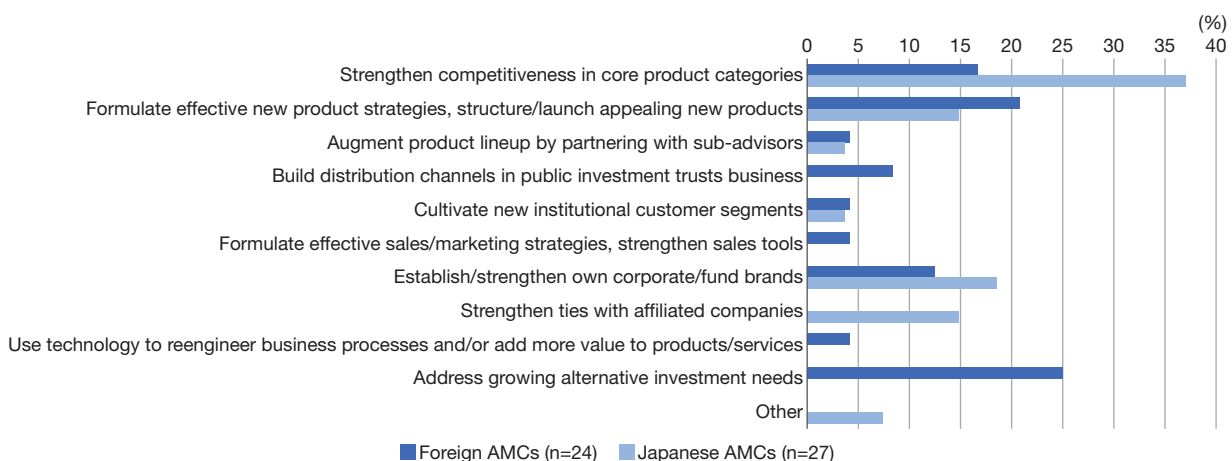 (%)
0 5 10 15 20 25 30 35 40
Strengthen competitiveness in core product categories
Formulate effective new product strategies, structure/launch appealing new products
Augment product lineup by partnering with sub-advisors
Build distribution channels in public investment trusts business
Cultivate new institutional customer segments
Formulate effective sales/marketing strategies, strengthen sales tools
Establish/strengthen own corporate/fund brands
Strengthen ties with affiliated companies
Use technology to reengineer business processes and/or add more value to products/services
Address growing alternative investment needs
Other
Foreign AMCs (n=24) Japanese AMCs (n=27)